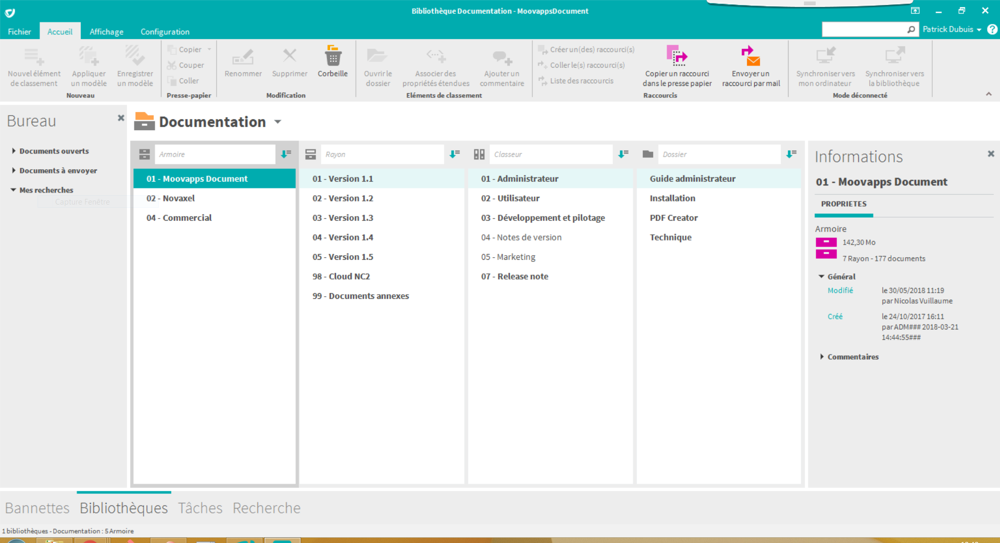 Bibliothèque Documentation - MoovappsDocument
Fichier Accueil Affichage Configuration
Patrick Dubuis
?
Nouvel élément
de classement
Appliquer
un modèle
Enregistrer
un modèle
Nouveau
Copier
Couper
Coller
Presse-papier
Renommer
Supprimer
Corbeille
Modification
Ouvrir le
dossier
Associer des
propriétés étendues
Ajouter un
commentaire
Eléments de classement
Créer un(des) raccourci(s)
Coller le(s) raccourci(s)
Liste des raccourcis
Copier un raccourci
dans le presse papier
Envoyer un
raccourci par mail
Raccourcis
Synchroniser vers
mon ordinateur
Synchroniser vers
la bibliothèque
Mode déconnecté
Bureau
Documents ouverts
Documents à envoyer
Mes recherches
Capture Fenêtre
Documentation
Armoire
01 - Moovapps Document
02 - Novaxel
04 - Commercial
Rayon
01 - Version 1.1
02 - Version 1.2
03 - Version 1.3
04 - Version 1.4
05 - Version 1.5
98 - Cloud NC2
99 - Documents annexes
Classeur
01 - Administrateur
02 - Utilisateur
03 - Développement et pilotage
04 - Notes de version
05 - Marketing
07 - Release note
Dossier
Guide administrateur
Installation
PDF Creator
Technique
Informations
01 - Moovapps Document
PROPRIETES
Armoire
142,30 Mo
7 Rayon - 177 documents
Général
Modifié le 30/05/2018 11:19
par Nicolas Vuillaume
Créé le 24/10/2017 16:11
par ADM### 2018-03-21
14:44:55###
Commentaires
Bannettes Bibliothèques Tâches Recherche
1 bibliothèques - Documentation : 5 Armoire